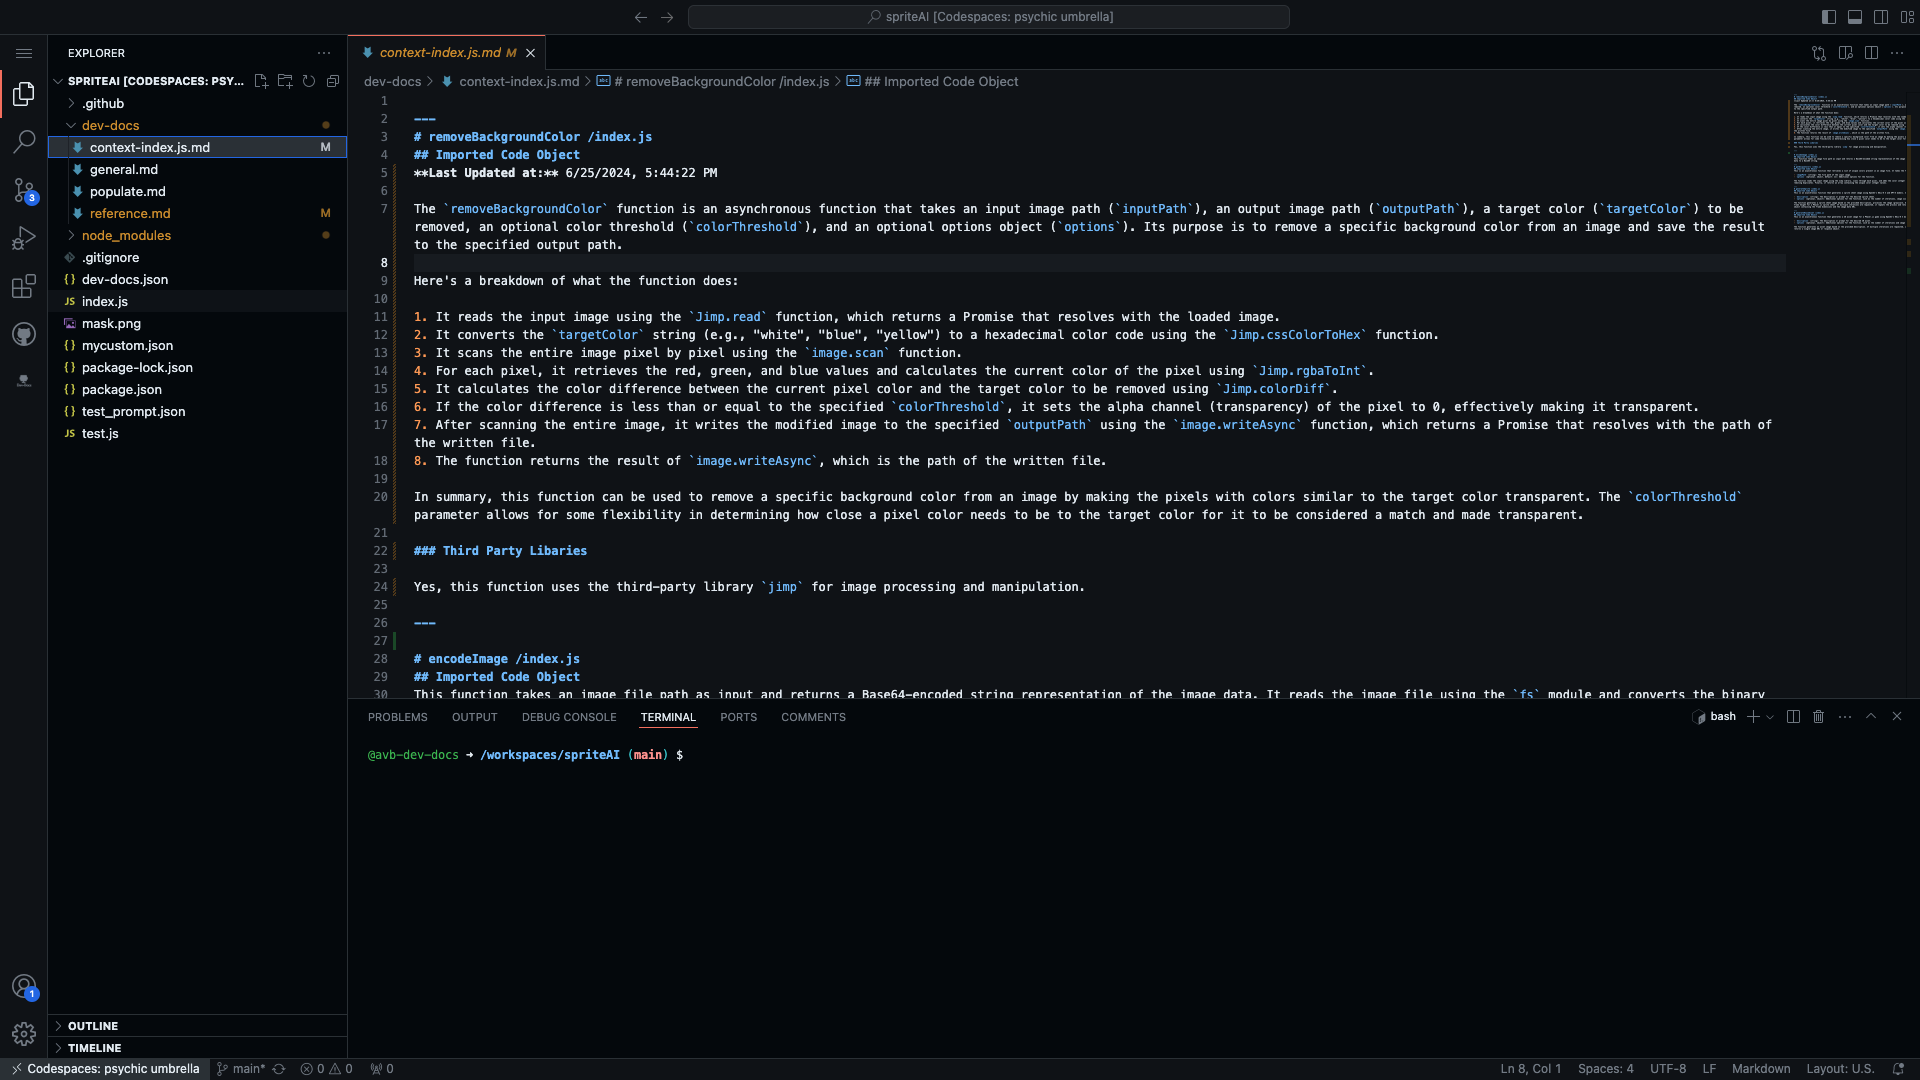 spriteAI [Codespaces: psychic umbrella]
EXPLORER
SPRITEAI [CODESPACES: PSY...
.github
dev-docs
context-index.js.md M
general.md
populate.md
reference.md M
node_modules
.gitignore
{} dev-docs.json
JS index.js
mask.png
{} mycustom.json
{} package-lock.json
{} package.json
{} test_prompt.json
JS test.js
3
1
OUTLINE
TIMELINE
context-index.js.md M
dev-docs > context-index.js.md > # removeBackgroundColor /index.js > ## Imported Code Object
1
2 ---
3 # removeBackgroundColor /index.js
4 ## Imported Code Object
5 **Last Updated at:** 6/25/2024, 5:44:22 PM
6
7 The `removeBackgroundColor` function is an asynchronous function that takes an input image path (`inputPath`), an output image path (`outputPath`), a target color (`targetColor`) to be
removed, an optional color threshold (`colorThreshold`), and an optional options object (`options`). Its purpose is to remove a specific background color from an image and save the result
to the specified output path.
8
9 Here's a breakdown of what the function does:
10
11 1. It reads the input image using the `Jimp.read` function, which returns a Promise that resolves with the loaded image.
12 2. It converts the `targetColor` string (e.g., "white", "blue", "yellow") to a hexadecimal color code using the `Jimp.cssColorToHex` function.
13 3. It scans the entire image pixel by pixel using the `image.scan` function.
14 4. For each pixel, it retrieves the red, green, and blue values and calculates the current color of the pixel using `Jimp.rgbaToInt`.
15 5. It calculates the color difference between the current pixel color and the target color to be removed using `Jimp.colorDiff`.
16 6. If the color difference is less than or equal to the specified `colorThreshold`, it sets the alpha channel (transparency) of the pixel to 0, effectively making it transparent.
17 7. After scanning the entire image, it writes the modified image to the specified `outputPath` using the `image.writeAsync` function, which returns a Promise that resolves with the path of
the written file.
18 8. The function returns the result of `image.writeAsync`, which is the path of the written file.
19
20 In summary, this function can be used to remove a specific background color from an image by making the pixels with colors similar to the target color transparent. The `colorThreshold`
parameter allows for some flexibility in determining how close a pixel color needs to be to the target color for it to be considered a match and made transparent.
21
22 ### Third Party Libaries
23
24 Yes, this function uses the third-party library `jimp` for image processing and manipulation.
25
26 ---
27
28 # encodeImage /index.js
29 ## Imported Code Object
30 This function takes an image file path as input and returns a Base64-encoded string representation of the image data. It reads the image file using the `fs` module and converts the binary
PROBLEMS OUTPUT DEBUG CONSOLE TERMINAL PORTS COMMENTS
bash
@avb-dev-docs → /workspaces/spriteAI (main) $
Codespaces: psychic umbrella main* 0 0 0
Ln 8, Col 1 Spaces: 4 UTF-8 LF Markdown Layout: U.S.